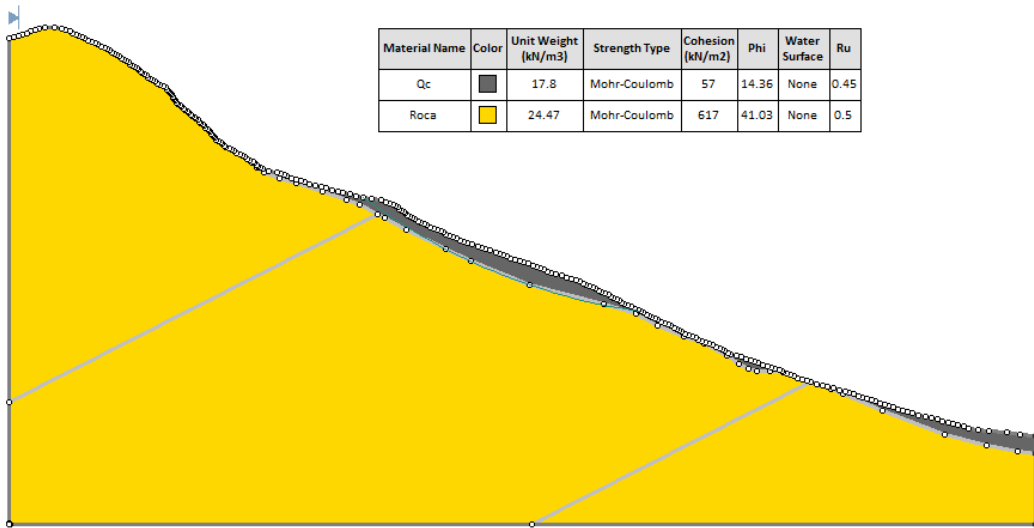 Material Name Color Unit Weight (kN/m3) Strength Type Cohesion (kN/m2) Phi Water Surface Ru
Qc 17.8 Mohr-Coulomb 57 14.36 None 0.45
Roca 24.47 Mohr-Coulomb 617 41.03 None 0.5